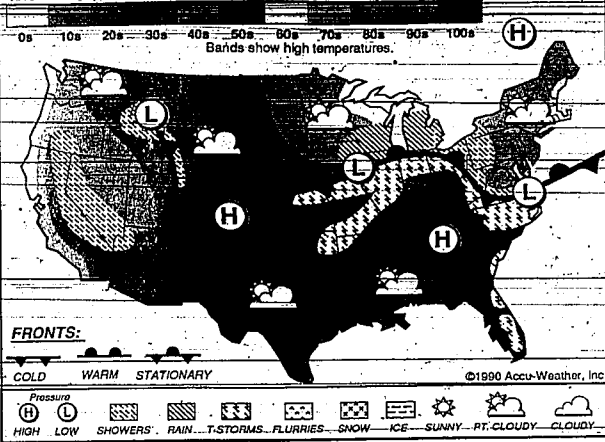 0s 10s 20s 30s 50s 60s 70s 80s 90s 100s
Bands show high temperatures.
H
L
L
H
L
H
FRONTS:
COLD WARM STATIONARY
©1990 Accu-Weather, Inc
Pressure
H L
HIGH LOW SHOWERS RAIN T-STORMS FLURRIES SNOW ICE SUNNY PT. CLOUDY CLOUDY